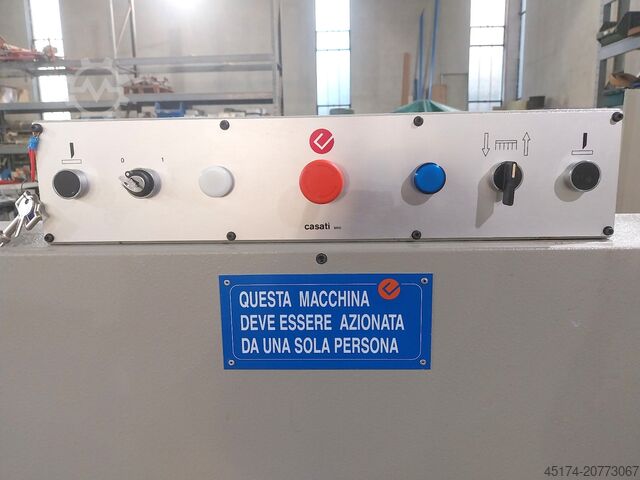 0 1
casati
QUESTA MACCHINA
DEVE ESSERE AZIONATA
DA UNA SOLA PERSONA
45174-20773067